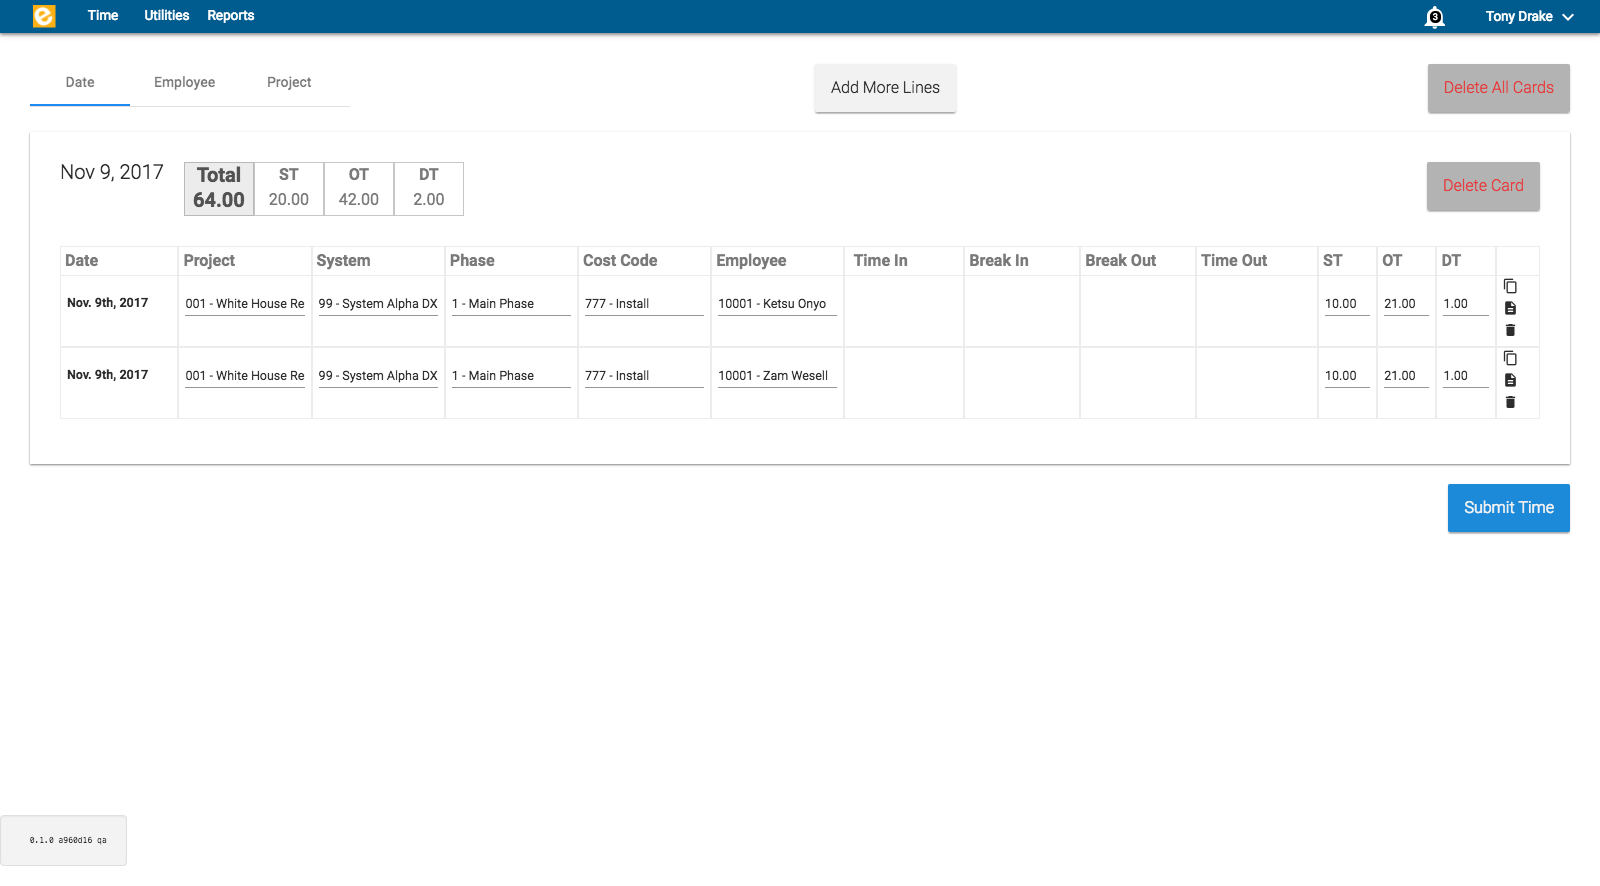 e Time Utilities Reports 3 Tony Drake
Date Employee Project Add More Lines Delete All Cards
Nov 9, 2017 Total ST OT DT Delete Card
64.00 20.00 42.00 2.00
Date Project System Phase Cost Code Employee Time In Break In Break Out Time Out ST OT DT
Nov. 9th, 2017 001 - White House Re 99 - System Alpha DX 1 - Main Phase 777 - Install 10001 - Ketsu Onyo 10.00 21.00 1.00
Nov. 9th, 2017 001 - White House Re 99 - System Alpha DX 1 - Main Phase 777 - Install 10001 - Zam Wesell 10.00 21.00 1.00
Submit Time
0.1.0 a960d16 qa